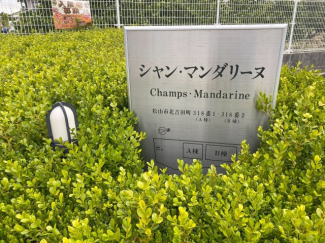 シャン・マンダリーヌ
Champs・Mandarine
松山市北吉田町 318番1 318番2
(A棟) (B棟)
A棟 B棟